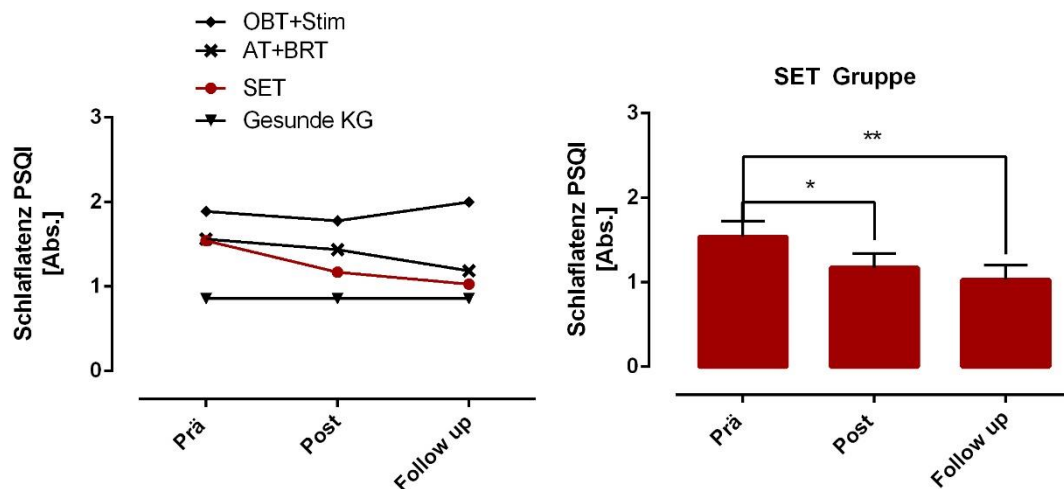 OBT+Stim
AT+BRT
SET
Gesunde KG
Schlaflatenz PSQI
[Abs.]
3
2
1
0
Prä
Post
Follow up
SET Gruppe
Schlaflatenz PSQI
[Abs.]
3
2
1
0
**
*
Prä
Post
Follow up